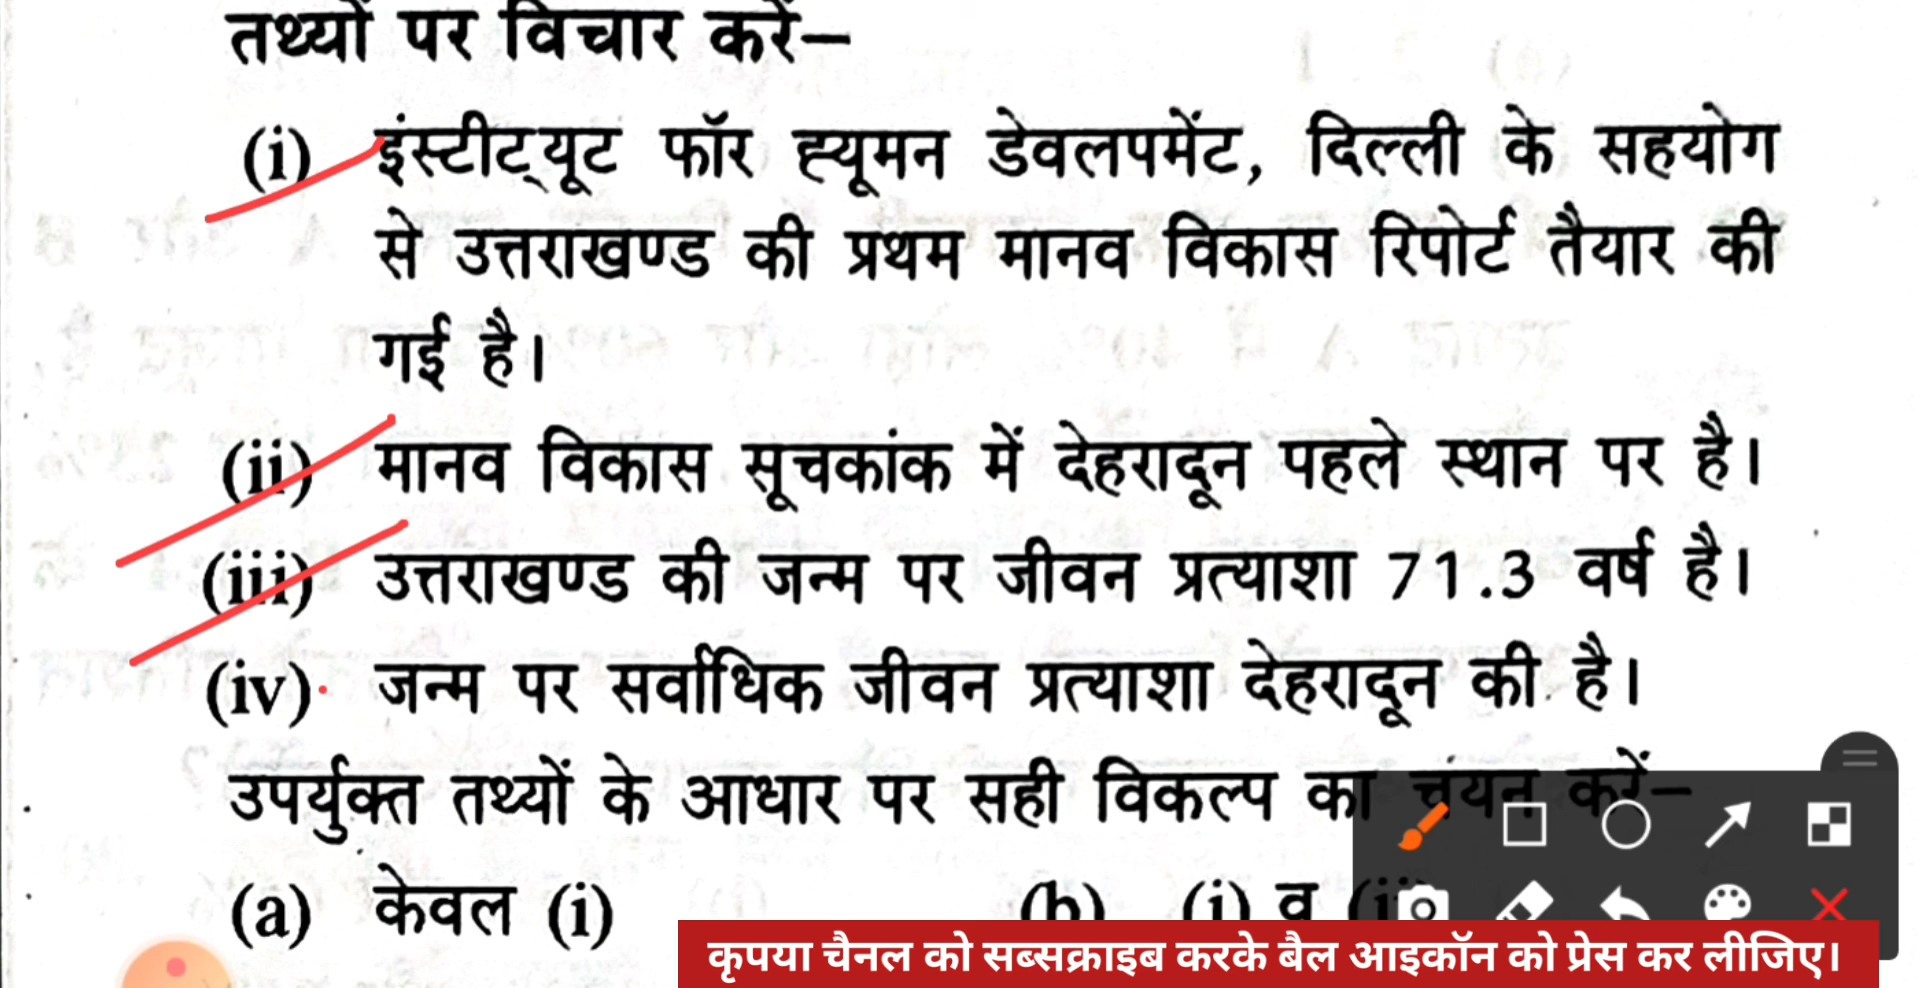 तथ्यों पर विचार करें–
(i) इंस्टीट्यूट फॉर ह्यूमन डेवलपमेंट, दिल्ली के सहयोग
से उत्तराखण्ड की प्रथम मानव विकास रिपोर्ट तैयार की
गई है।
(ii) मानव विकास सूचकांक में देहरादून पहले स्थान पर है।
(iii) उत्तराखण्ड की जन्म पर जीवन प्रत्याशा 71.3 वर्ष है।
(iv) जन्म पर सर्वाधिक जीवन प्रत्याशा देहरादून की है।
उपर्युक्त तथ्यों के आधार पर सही विकल्प का चयन करें–
(a) केवल (i) (b) (i) व
कृपया चैनल को सब्सक्राइब करके बैल आइकॉन को प्रेस कर लीजिए।